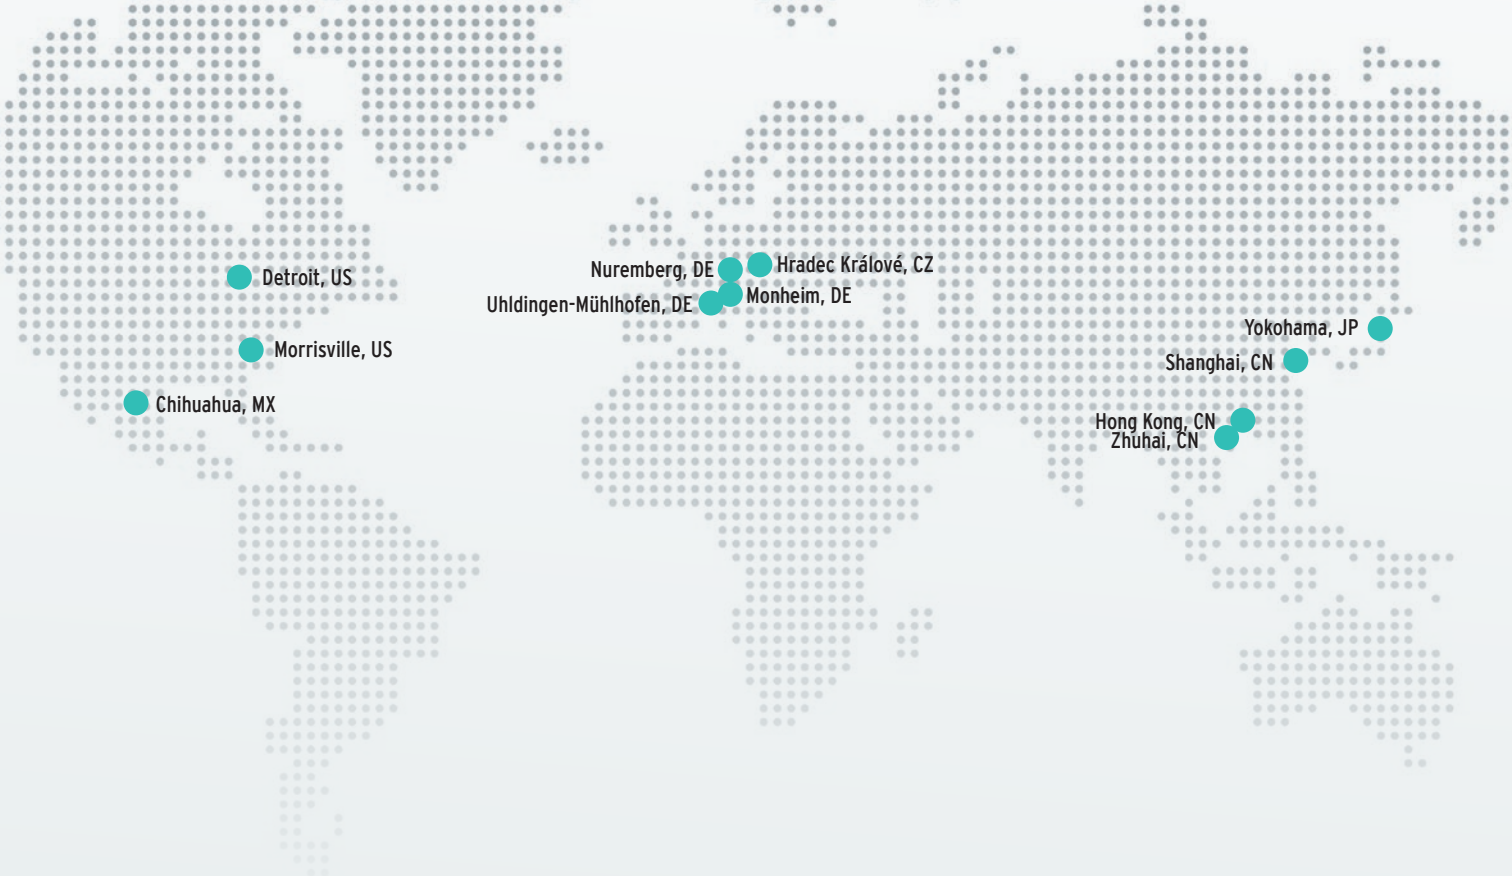 Hradec Králové, CZ
Nuremberg, DE
Detroit, US
Monheim, DE
Uhldingen-Mühlhofen, DE
Yokohama, JP
Morrisville, US
Shanghai, CN
Chihuahua, MX
Hong Kong, CN
Zhuhai, CN